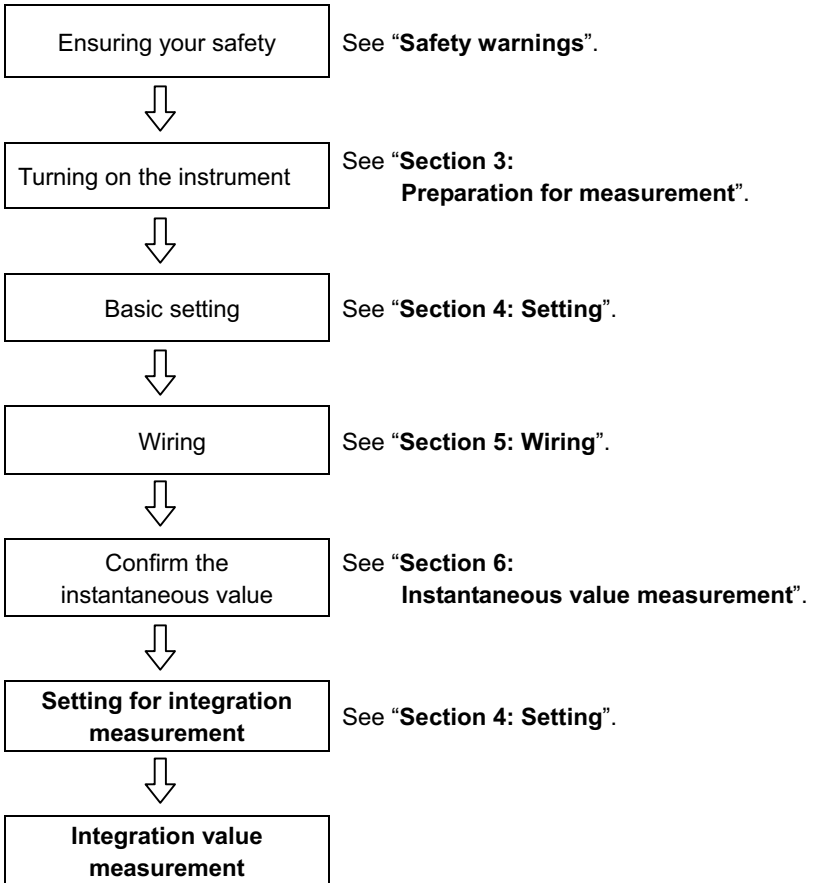 Ensuring your safety
See “Safety warnings”.
Turning on the instrument
See “Section 3:
Preparation for measurement”.
Basic setting
See “Section 4: Setting”.
Wiring
See “Section 5: Wiring”.
Confirm the
instantaneous value
See “Section 6:
Instantaneous value measurement”.
Setting for integration
measurement
See “Section 4: Setting”.
Integration value
measurement